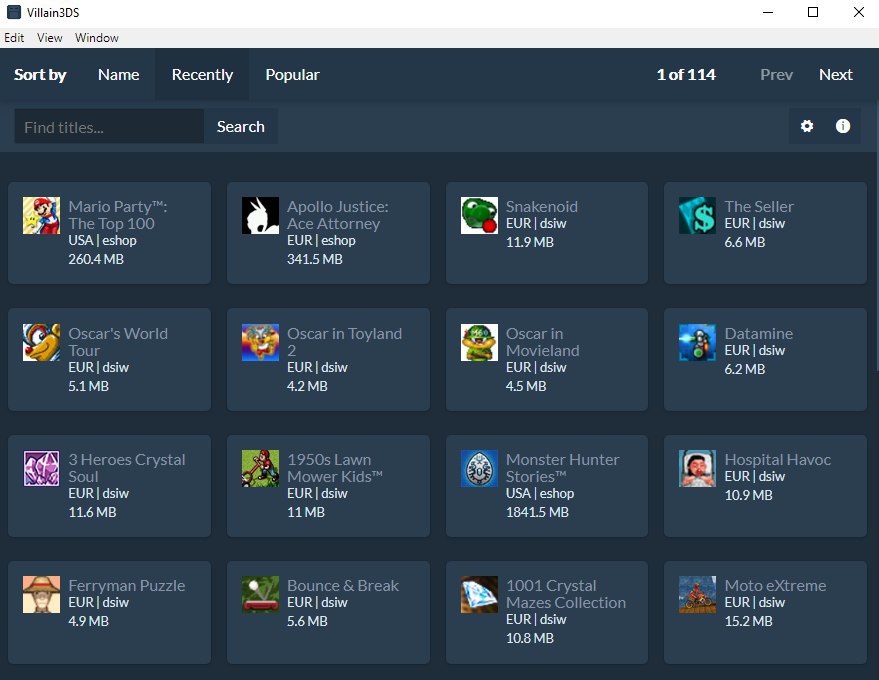 Villain3DS
Edit View Window
Sort by Name Recently Popular 1 of 114 Prev Next
Find titles... Search
Mario Party™:
The Top 100
USA | eshop
260.4 MB
Apollo Justice:
Ace Attorney
EUR | eshop
341.5 MB
Snakenoid
EUR | dsiw
11.9 MB
The Seller
EUR | dsiw
6.6 MB
Oscar's World
Tour
EUR | dsiw
5.1 MB
Oscar in Toyland
2
EUR | dsiw
4.2 MB
Oscar in
Movieland
EUR | dsiw
4.5 MB
Datamine
EUR | dsiw
6.2 MB
3 Heroes Crystal
Soul
EUR | dsiw
11.6 MB
1950s Lawn
Mower Kids™
EUR | dsiw
11 MB
Monster Hunter
Stories™
USA | eshop
1841.5 MB
Hospital Havoc
EUR | dsiw
10.9 MB
Ferryman Puzzle
EUR | dsiw
4.9 MB
Bounce & Break
EUR | dsiw
5.6 MB
1001 Crystal
Mazes Collection
EUR | dsiw
10.8 MB
Moto eXtreme
EUR | dsiw
15.2 MB